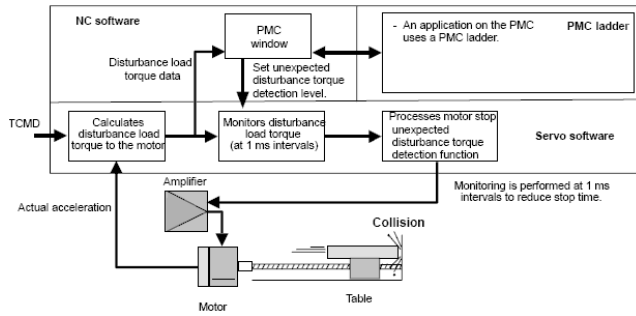 NC software
PMC
window
- An application on the PMC
uses a PMC ladder.
PMC ladder
Disturbance load
torque data
Set unexpected
disturbance torque
detection level.
TCMD
Calculates
disturbance load
torque to the motor
Monitors disturbance
load torque
(at 1 ms intervals)
Processes motor stop
unexpected
disturbance torque
detection function
Servo software
Amplifier
Monitoring is performed at 1 ms
intervals to reduce stop time.
Actual acceleration
Collision
Motor
Table